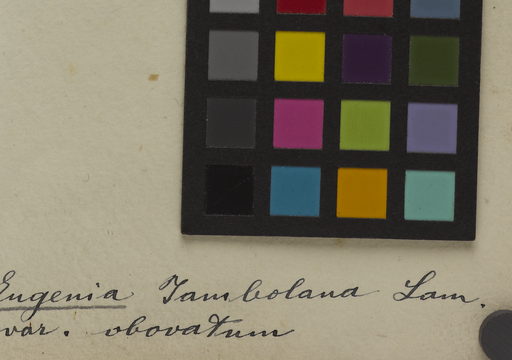 Eugenia Jambolana Lam.
var. obovatum